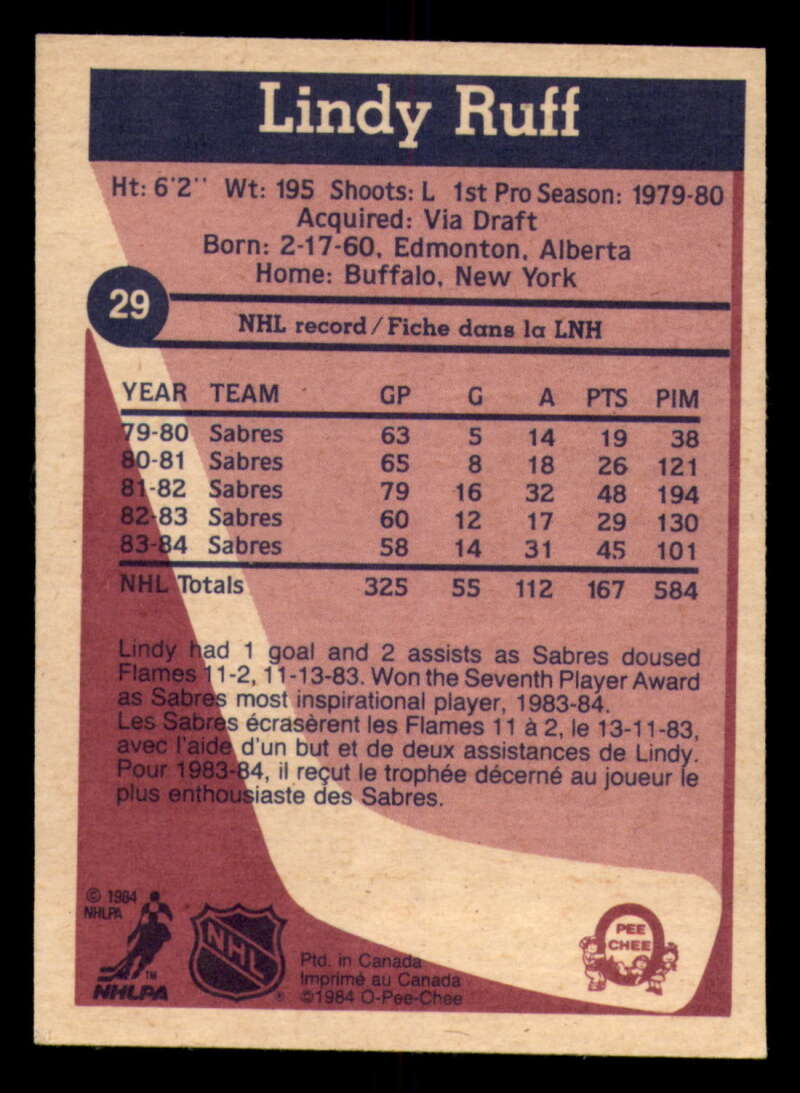 Lindy Ruff
Ht: 6'2'' Wt: 195 Shoots: L 1st Pro Season: 1979-80
Acquired: Via Draft
Born: 2-17-60, Edmonton, Alberta
Home: Buffalo, New York
29
NHL record/Fiche dans la LNH
YEAR TEAM GP G A PTS PIM
79-80 Sabres 63 5 14 19 38
80-81 Sabres 65 8 18 26 121
81-82 Sabres 79 16 32 48 194
82-83 Sabres 60 12 17 29 130
83-84 Sabres 58 14 31 45 101
NHL Totals 325 55 112 167 584
Lindy had 1 goal and 2 assists as Sabres doused
Flames 11-2, 11-13-83. Won the Seventh Player Award
as Sabres most inspirational player, 1983-84.
Les Sabres écrasèrent les Flames 11 à 2, le 13-11-83,
avec l'aide d'un but et de deux assistances de Lindy.
Pour 1983-84, il reçut le trophée décerné au joueur le
plus enthousiaste des Sabres.
© 1984
NHLPA
TM
NHLPA
NHL
®
Ptd. in Canada
Imprimé au Canada
©1984 O-Pee-Chee
PEE
CHEE